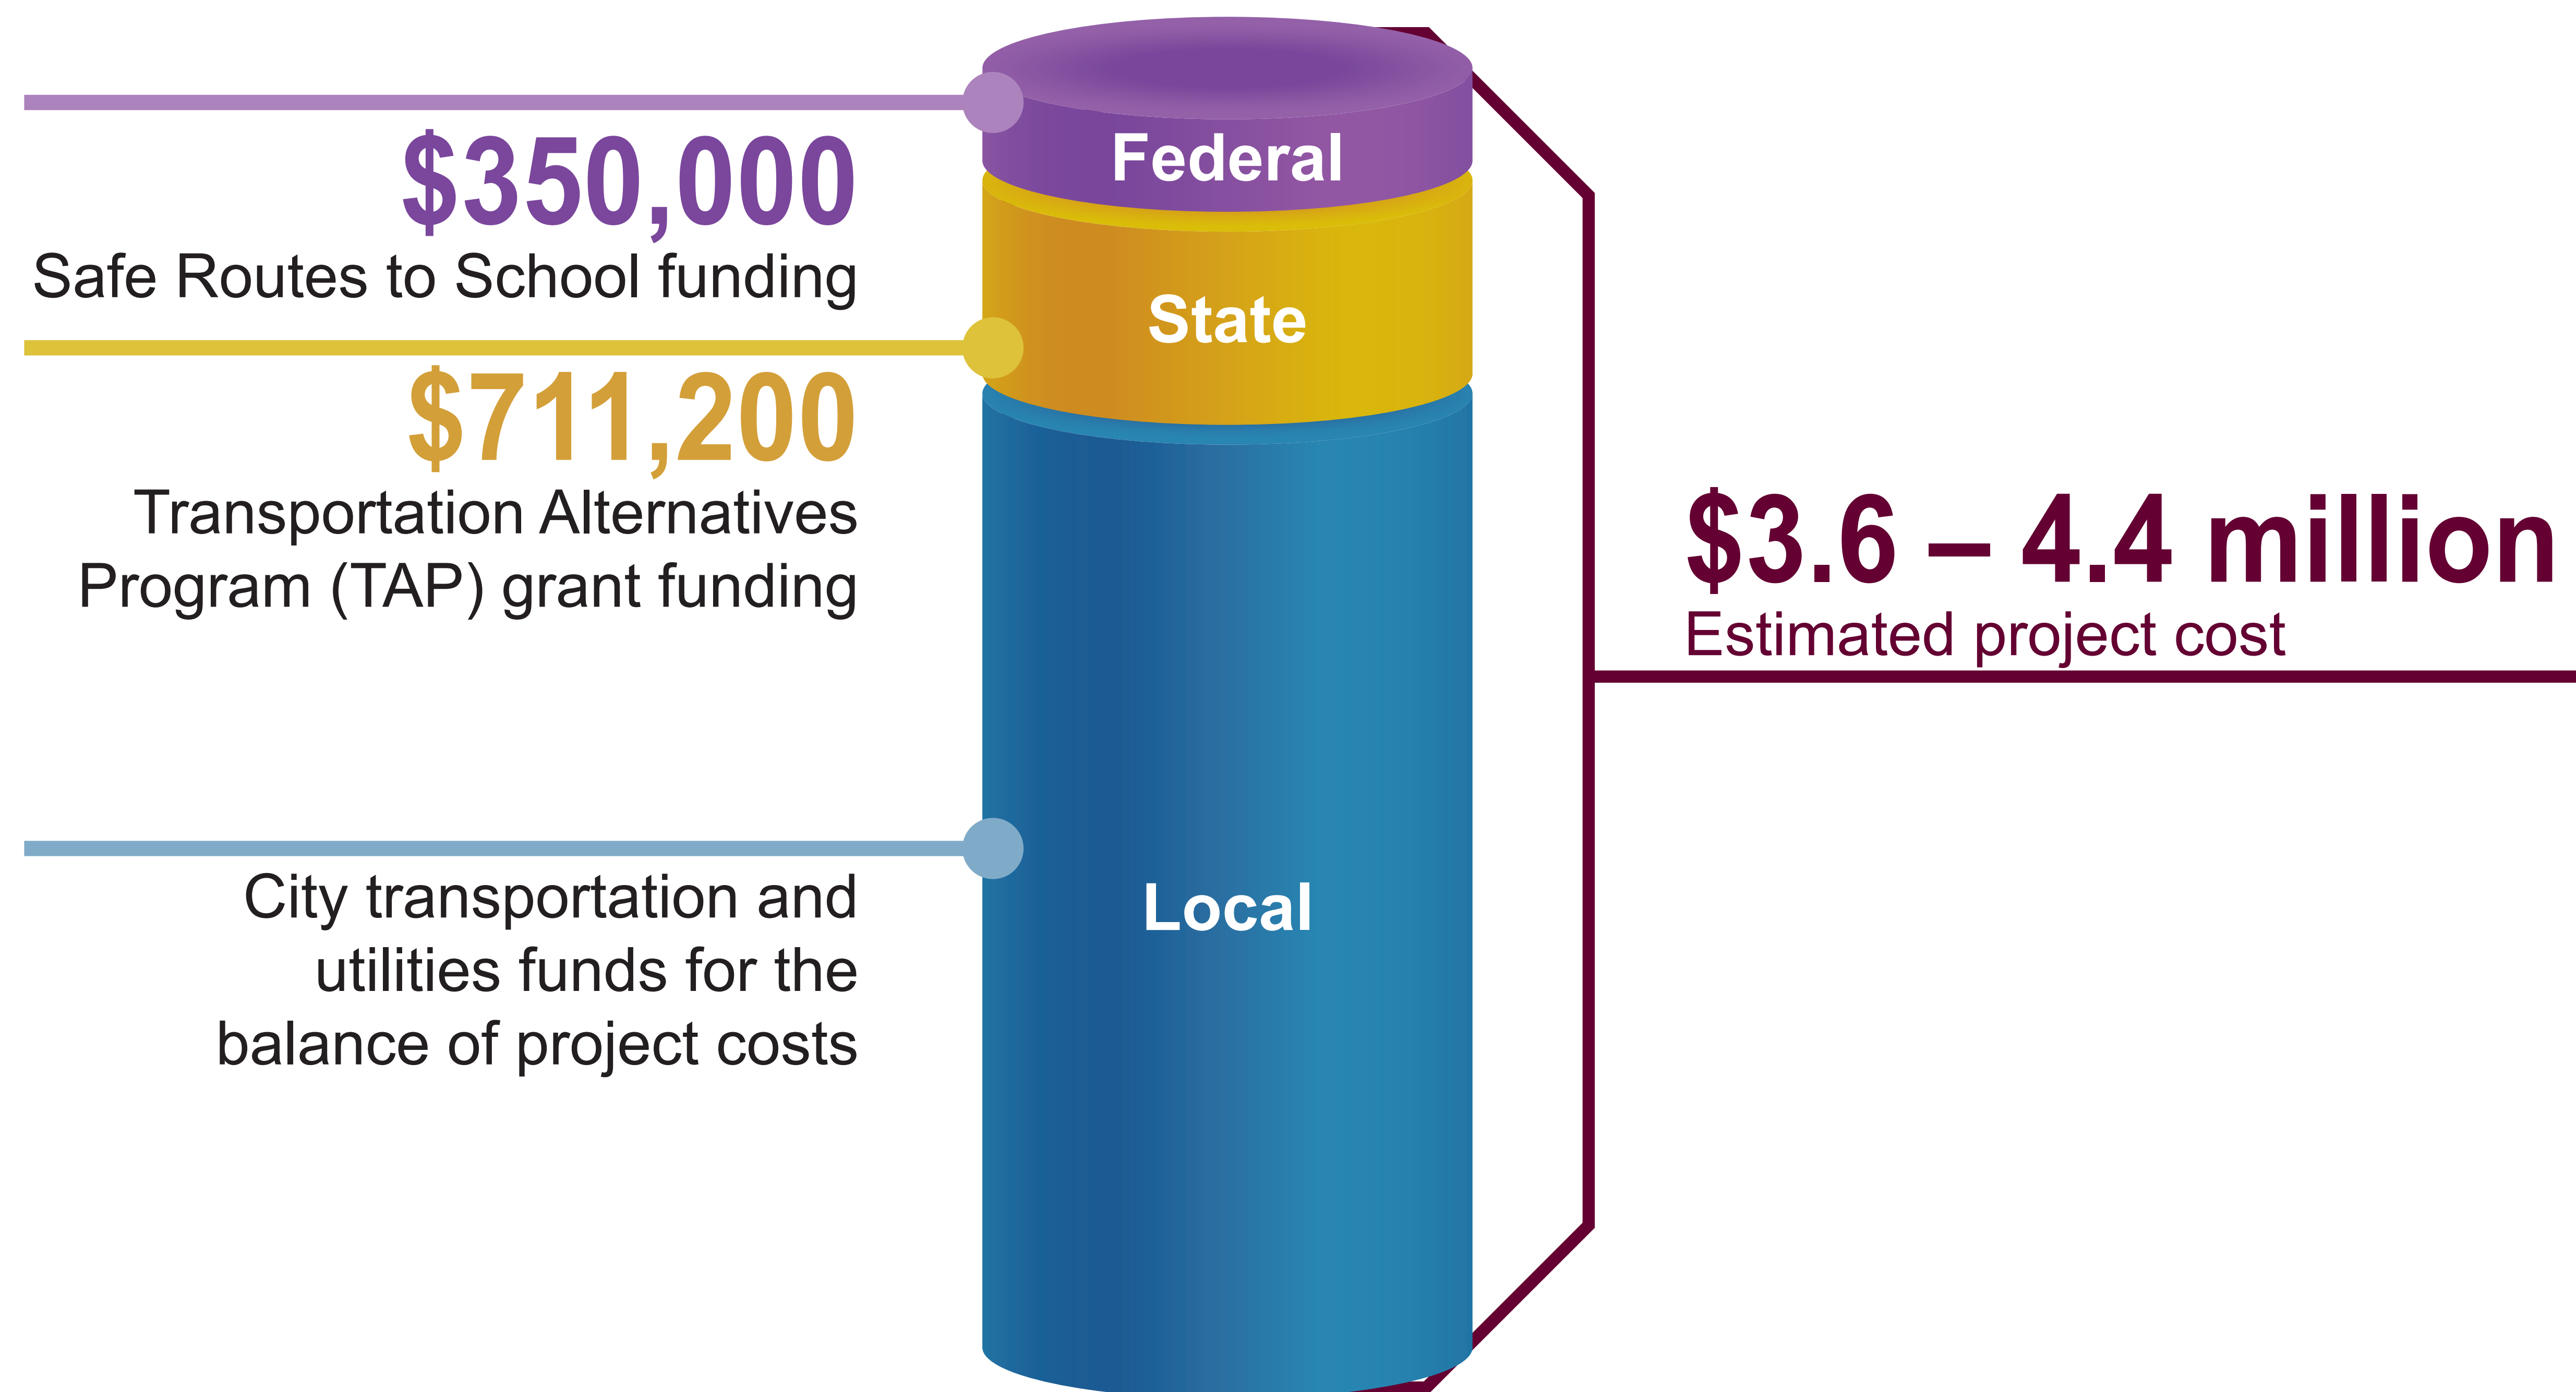 $350,000
Safe Routes to School funding
$711,200
Transportation Alternatives
Program (TAP) grant funding
City transportation and
utilities funds for the
balance of project costs
Federal
State
Local
$3.6 – 4.4 million
Estimated project cost